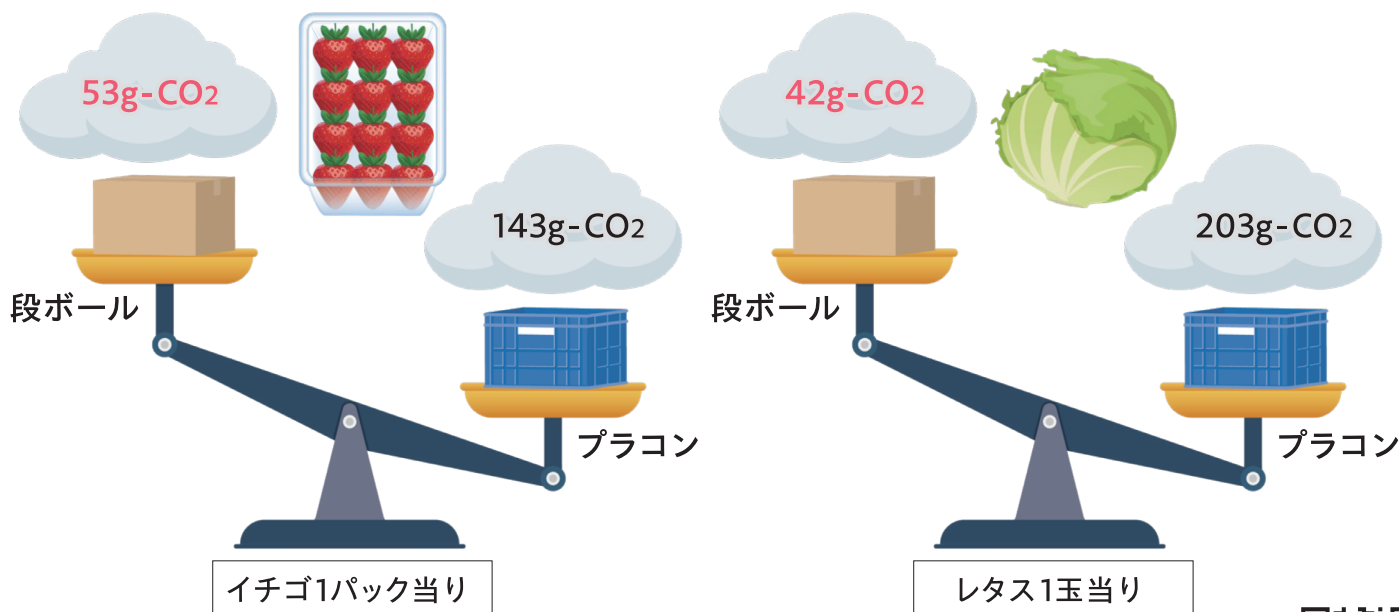 53g-CO2
143g-CO2
段ボール
プラコン
イチゴ1パック当り
42g-CO2
203g-CO2
段ボール
プラコン
レタス1玉当り